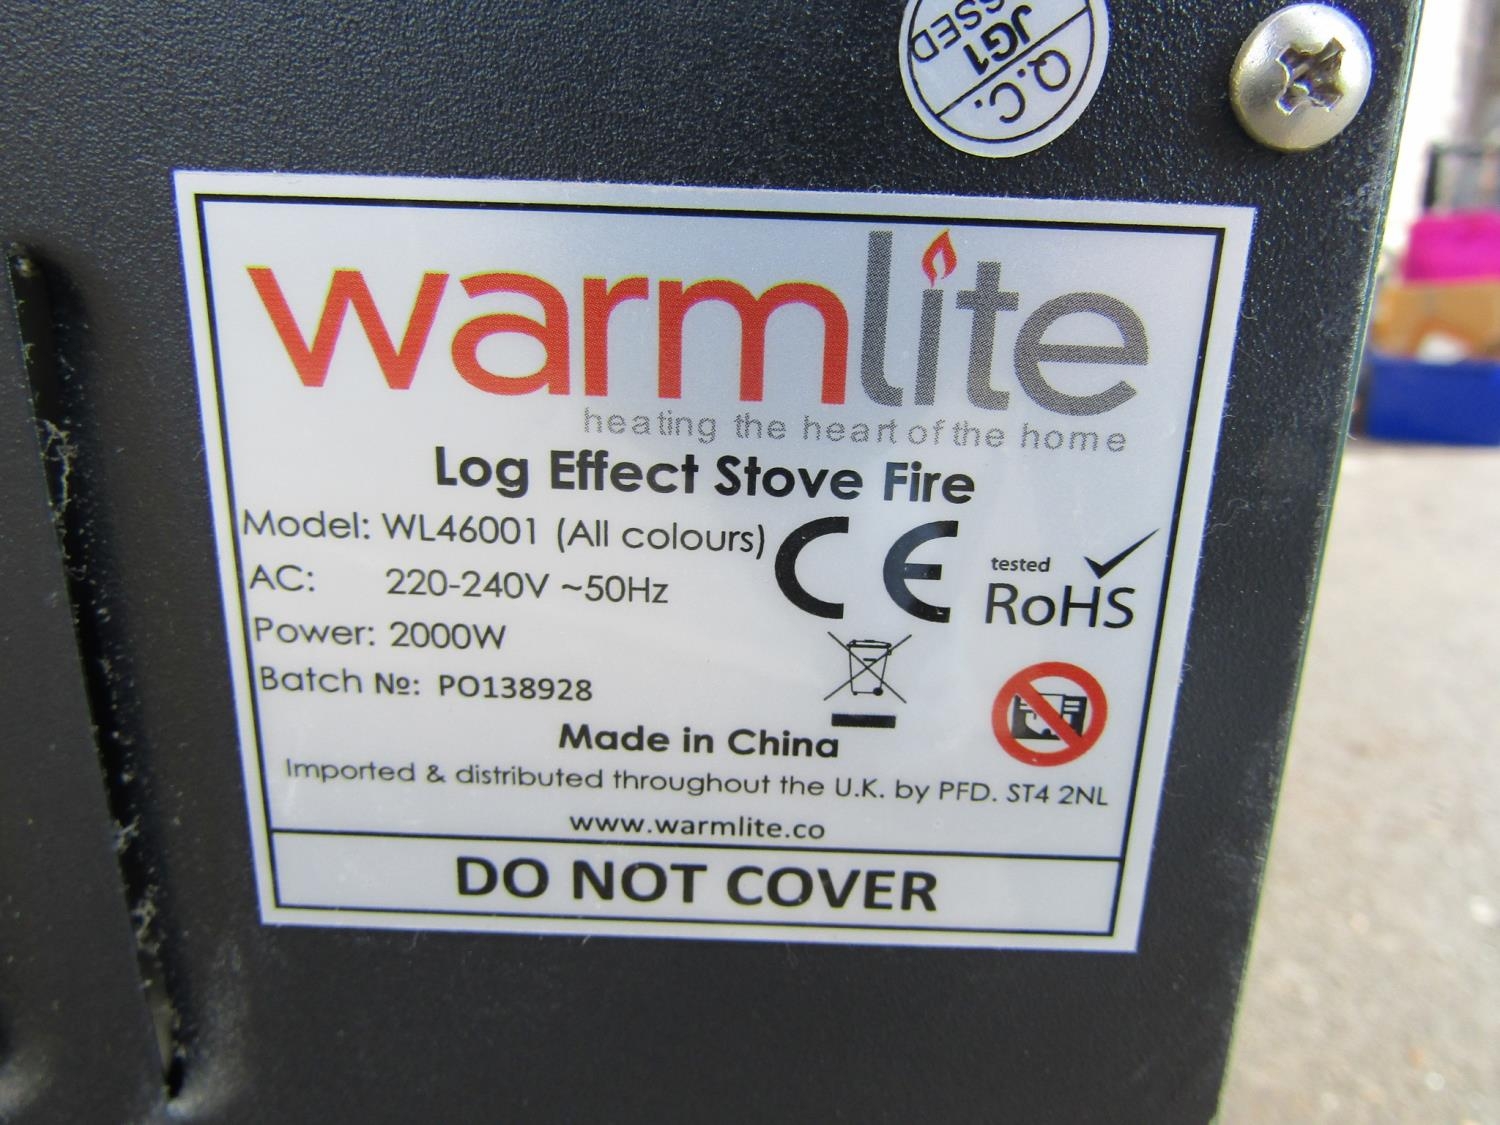 SSED
JG1
Q.C.
warmlite
heating the heart of the home
Log Effect Stove Fire
Model: WL46001 (All colours)
AC: 220-240V ~50Hz
Power: 2000W
Batch №: PO138928
CE
tested
RoHS
Made in China
Imported & distributed throughout the U.K. by PFD. ST4 2NL
www.warmlite.co
DO NOT COVER